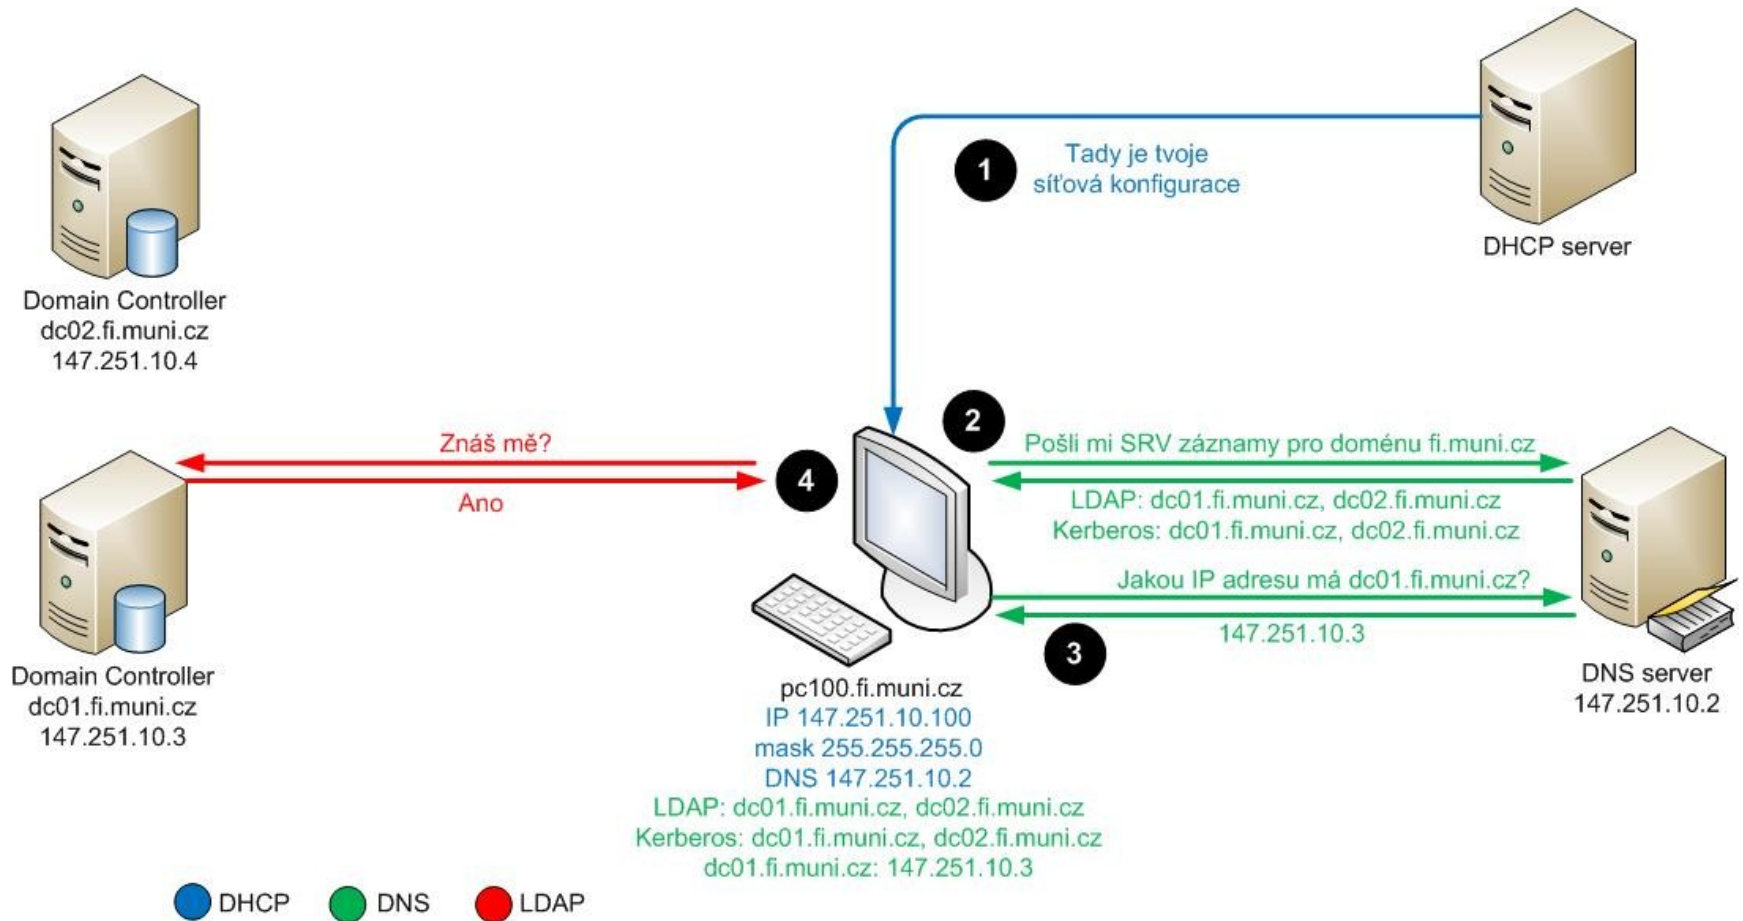 1
Tady je tvoje
síťová konfigurace
DHCP server
Domain Controller
dc02.fi.muni.cz
147.251.10.4
2
Znáš mě?
Ano
4
Pošli mi SRV záznamy pro doménu fi.muni.cz
LDAP: dc01.fi.muni.cz, dc02.fi.muni.cz
Kerberos: dc01.fi.muni.cz, dc02.fi.muni.cz
Jakou IP adresu má dc01.fi.muni.cz?
147.251.10.3
3
Domain Controller
dc01.fi.muni.cz
147.251.10.3
DNS server
147.251.10.2
pc100.fi.muni.cz
IP 147.251.10.100
mask 255.255.255.0
DNS 147.251.10.2
LDAP: dc01.fi.muni.cz, dc02.fi.muni.cz
Kerberos: dc01.fi.muni.cz, dc02.fi.muni.cz
dc01.fi.muni.cz: 147.251.10.3
DHCP
DNS
LDAP